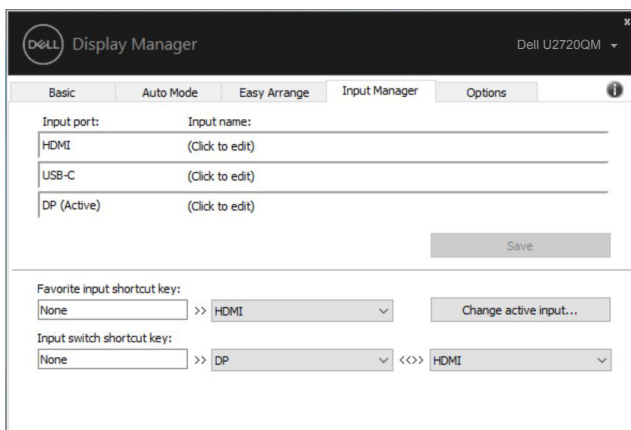 x
DELL Display Manager Dell U2720QM
Basic Auto Mode Easy Arrange Input Manager Options i
Input port: Input name:
HDMI (Click to edit)
USB-C (Click to edit)
DP (Active) (Click to edit)
Save
Favorite input shortcut key:
None >> HDMI Change active input...
Input switch shortcut key:
None >> DP <<>> HDMI